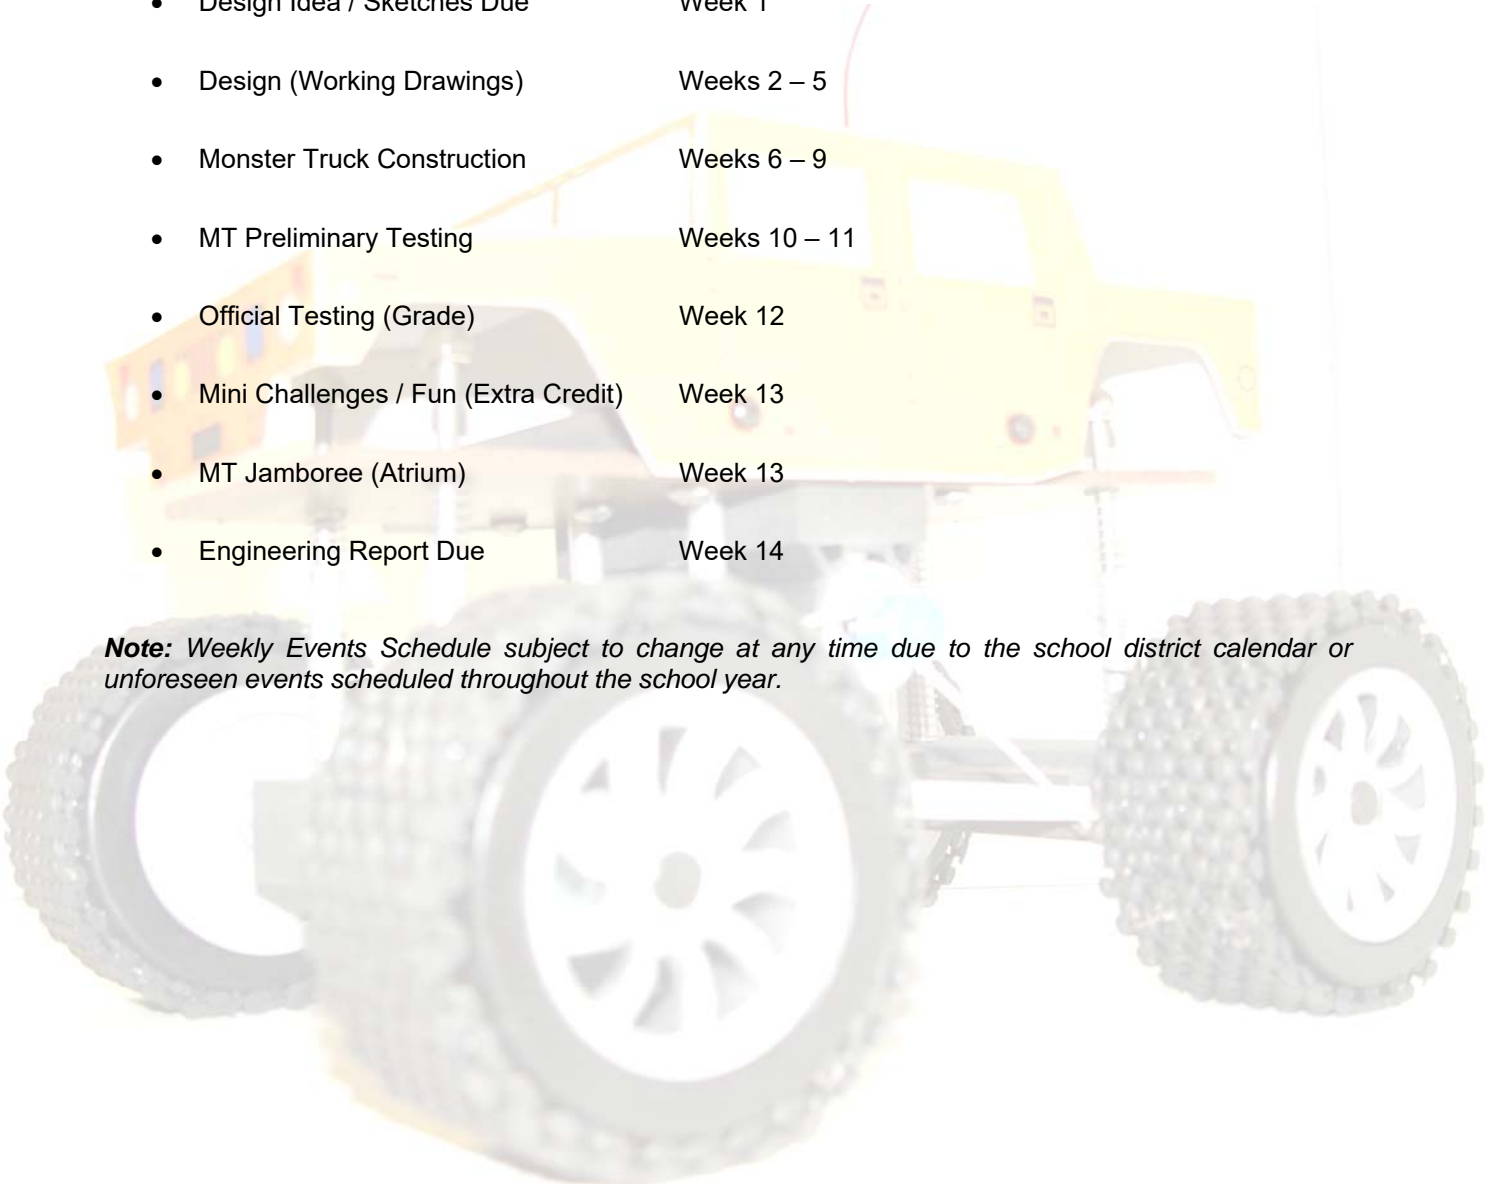 • Design Idea / Sketches Due Week 1
• Design (Working Drawings) Weeks 2 – 5
• Monster Truck Construction Weeks 6 – 9
• MT Preliminary Testing Weeks 10 – 11
• Official Testing (Grade) Week 12
• Mini Challenges / Fun (Extra Credit) Week 13
• MT Jamboree (Atrium) Week 13
• Engineering Report Due Week 14
Note: Weekly Events Schedule subject to change at any time due to the school district calendar or
unforeseen events scheduled throughout the school year.